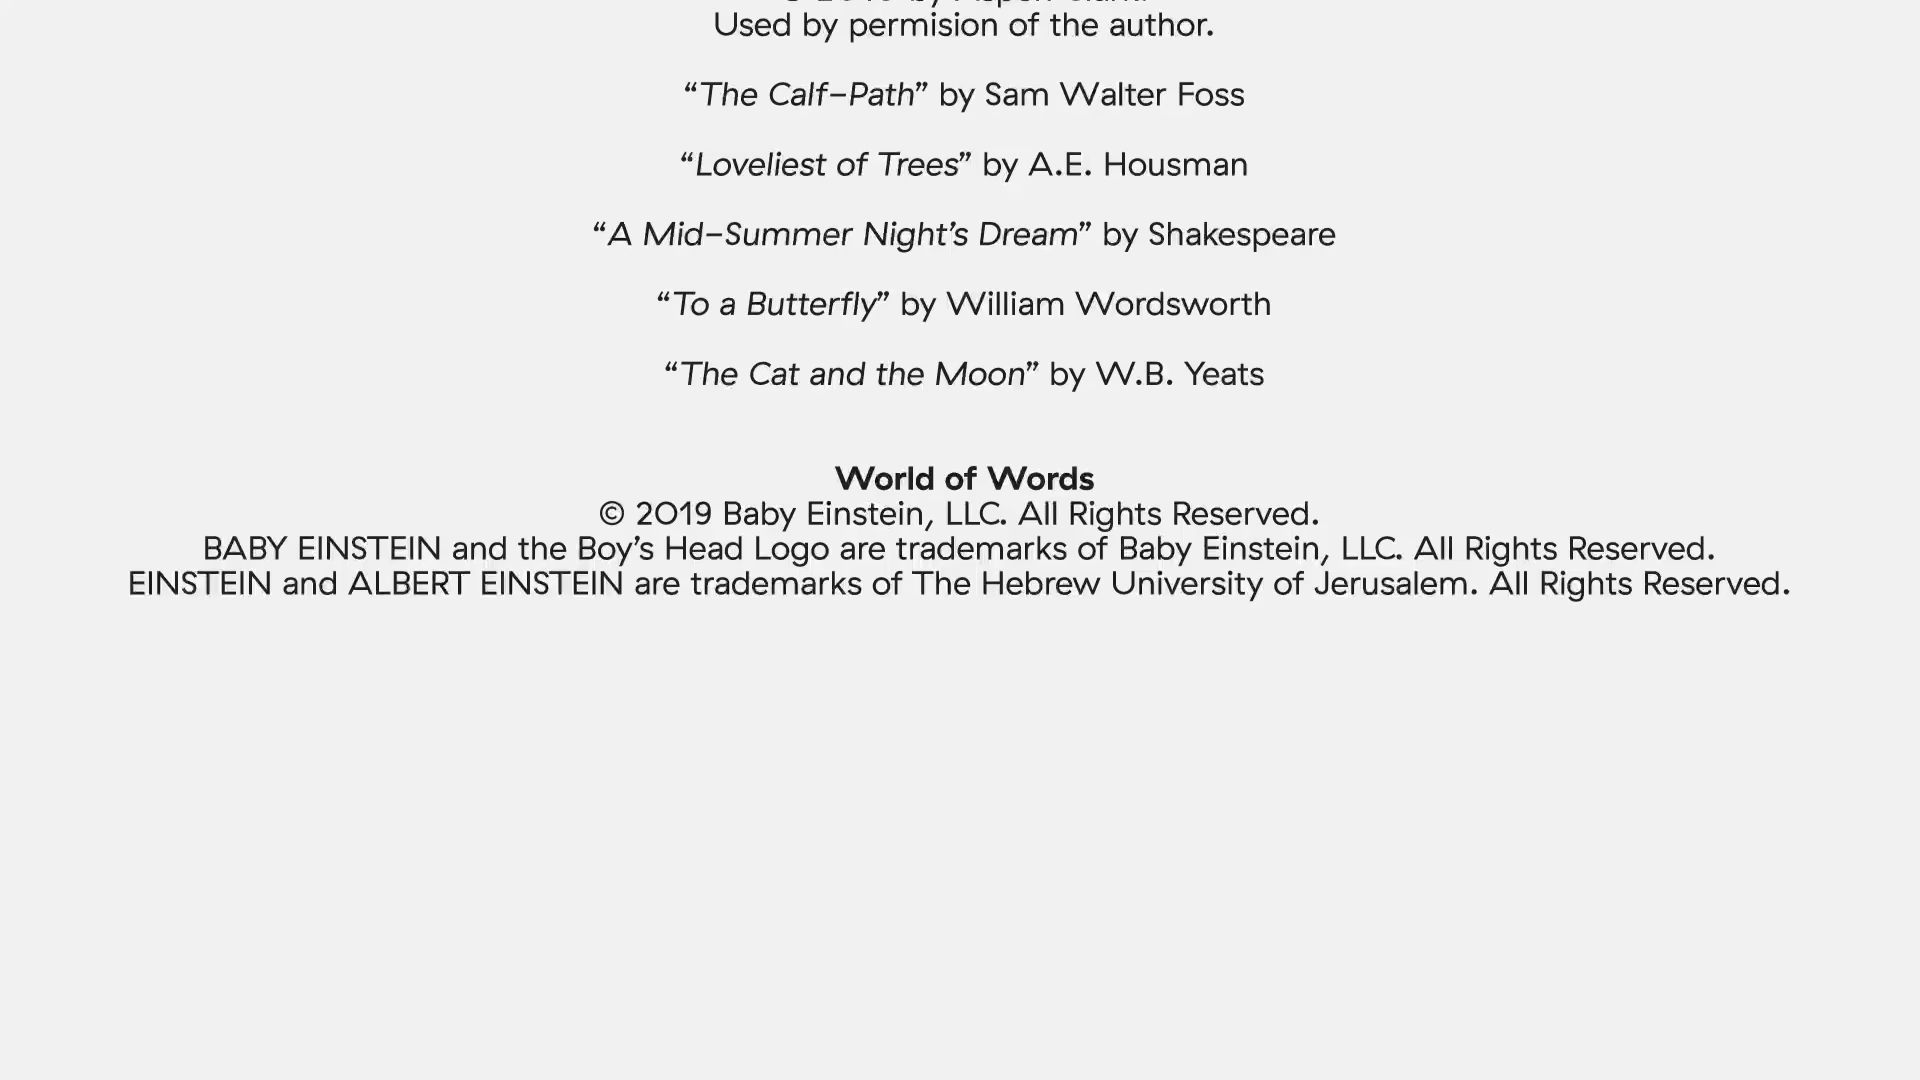 Used by permision of the author.
“The Calf–Path” by Sam Walter Foss
“Loveliest of Trees” by A.E. Housman
“A Mid–Summer Night’s Dream” by Shakespeare
“To a Butterfly” by William Wordsworth
“The Cat and the Moon” by W.B. Yeats
World of Words
© 2019 Baby Einstein, LLC. All Rights Reserved.
BABY EINSTEIN and the Boy’s Head Logo are trademarks of Baby Einstein, LLC. All Rights Reserved.
EINSTEIN and ALBERT EINSTEIN are trademarks of The Hebrew University of Jerusalem. All Rights Reserved.